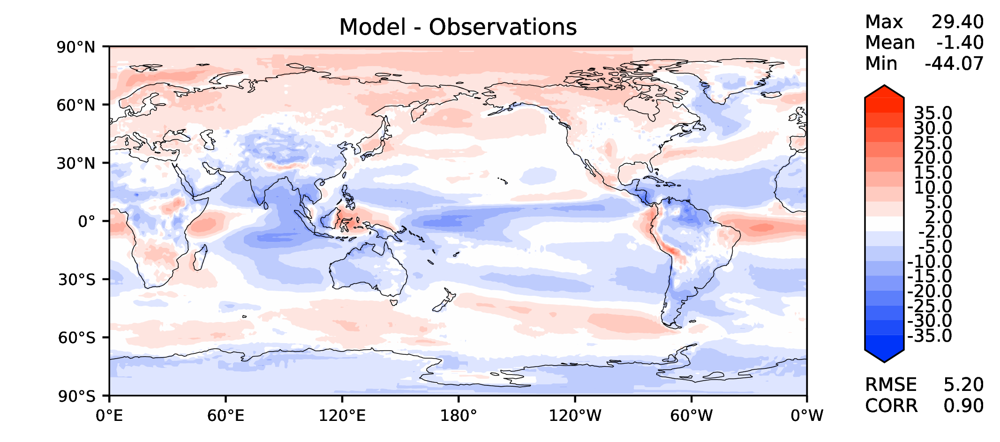 Model - Observations
Max 29.40
Mean -1.40
Min -44.07
90°N
60°N
30°N
0°
30°S
60°S
90°S
0°E 60°E 120°E 180° 120°W 60°W 0°W
35.0
30.0
25.0
20.0
15.0
10.0
5.0
2.0
-2.0
-5.0
-10.0
-15.0
-20.0
-25.0
-30.0
-35.0
RMSE 5.20
CORR 0.90